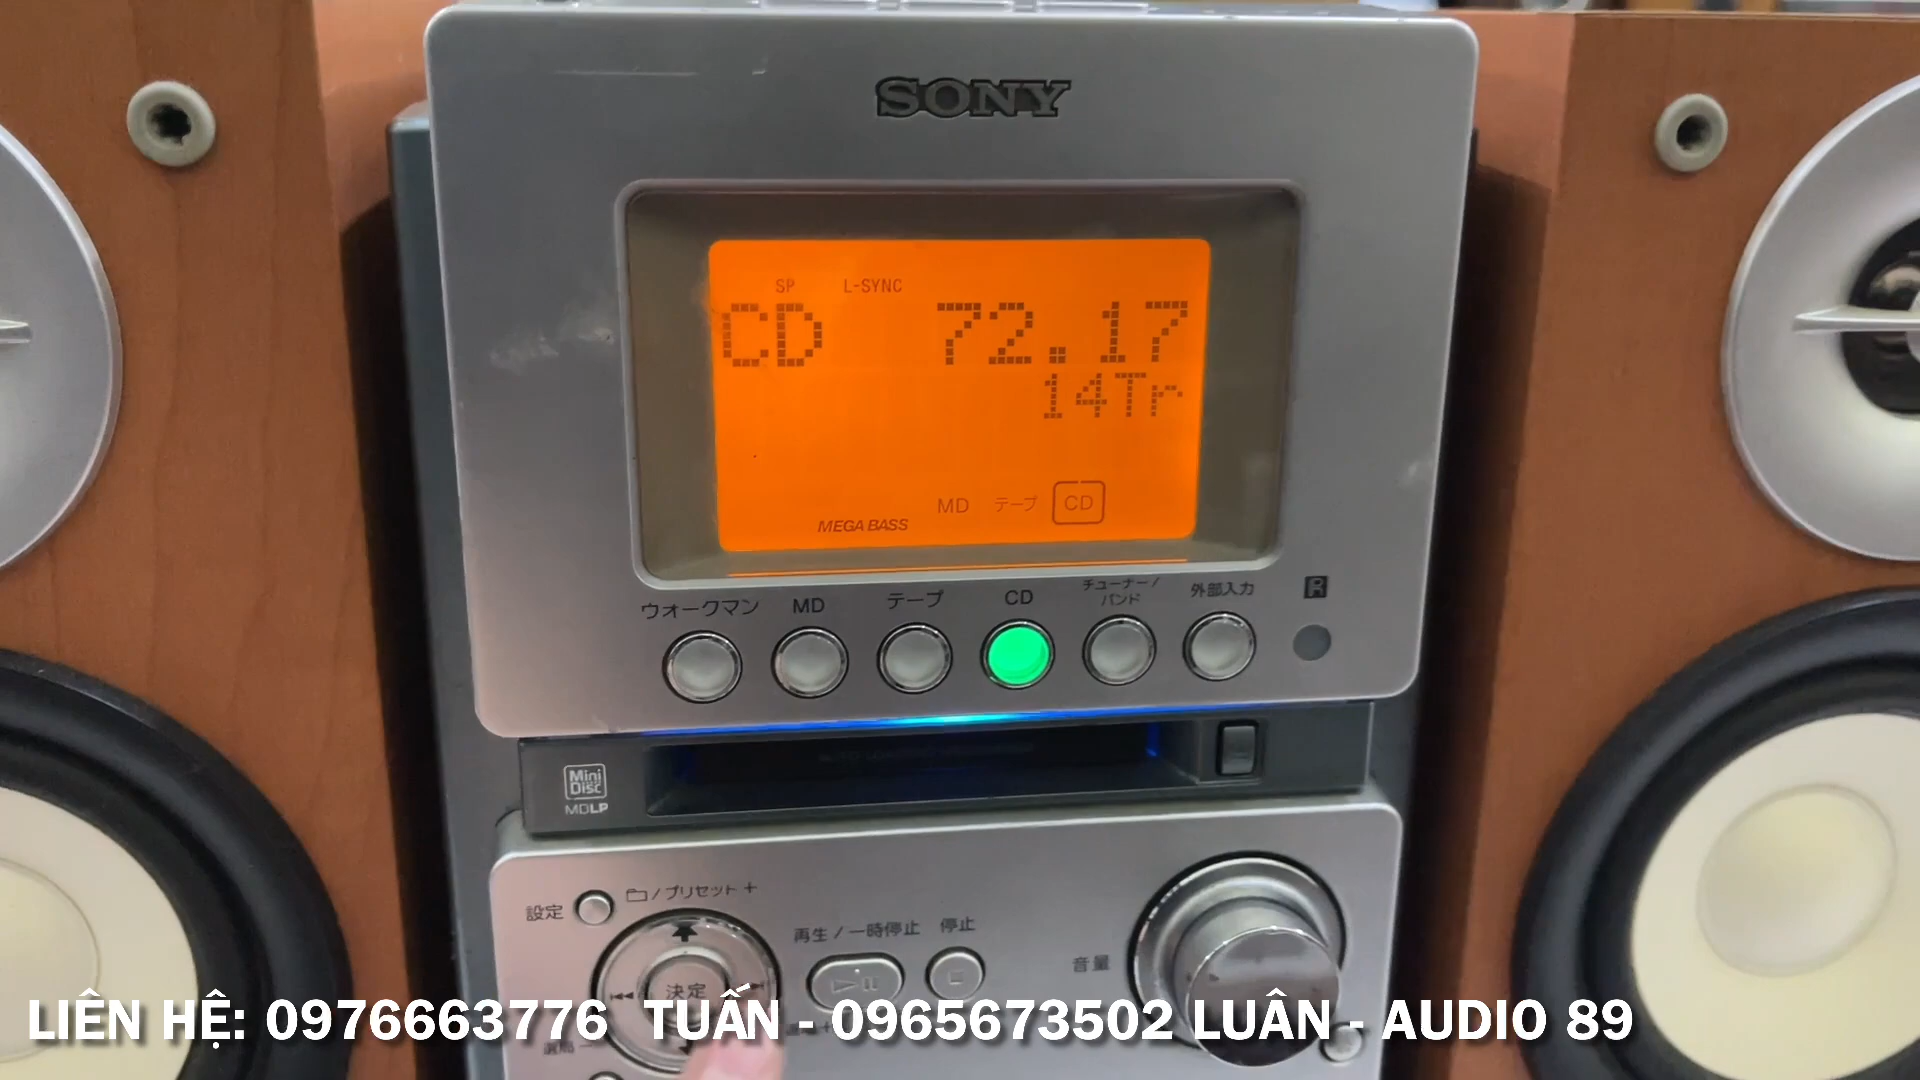 SONY
SP L-SYNC
CD 72.17
14Tr
MD テープ CD
MEGA BASS
ウォークマン MD テープ CD チューナー/バンド 外部入力 R
Mini Disc
MDLP
設定 /プリセット +
再生/一時停止 停止
音量
決定
LIÊN HỆ: 0976663776 TUẤN - 0965673502 LUÂN - AUDIO 89